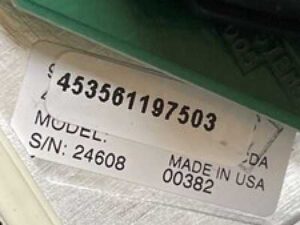 453561197503
MODEL:
S/N: 24608
MADE IN USA
00382